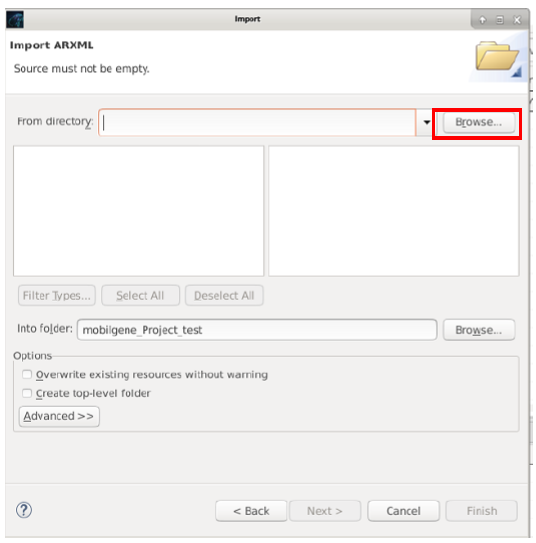 Import
Import ARXML
Source must not be empty.
From directory: Browse...
Filter Types... Select All Deselect All
Into folder: mobilgene_Project_test Browse...
Options
Overwrite existing resources without warning
Create top-level folder
Advanced >>
? < Back Next > Cancel Finish